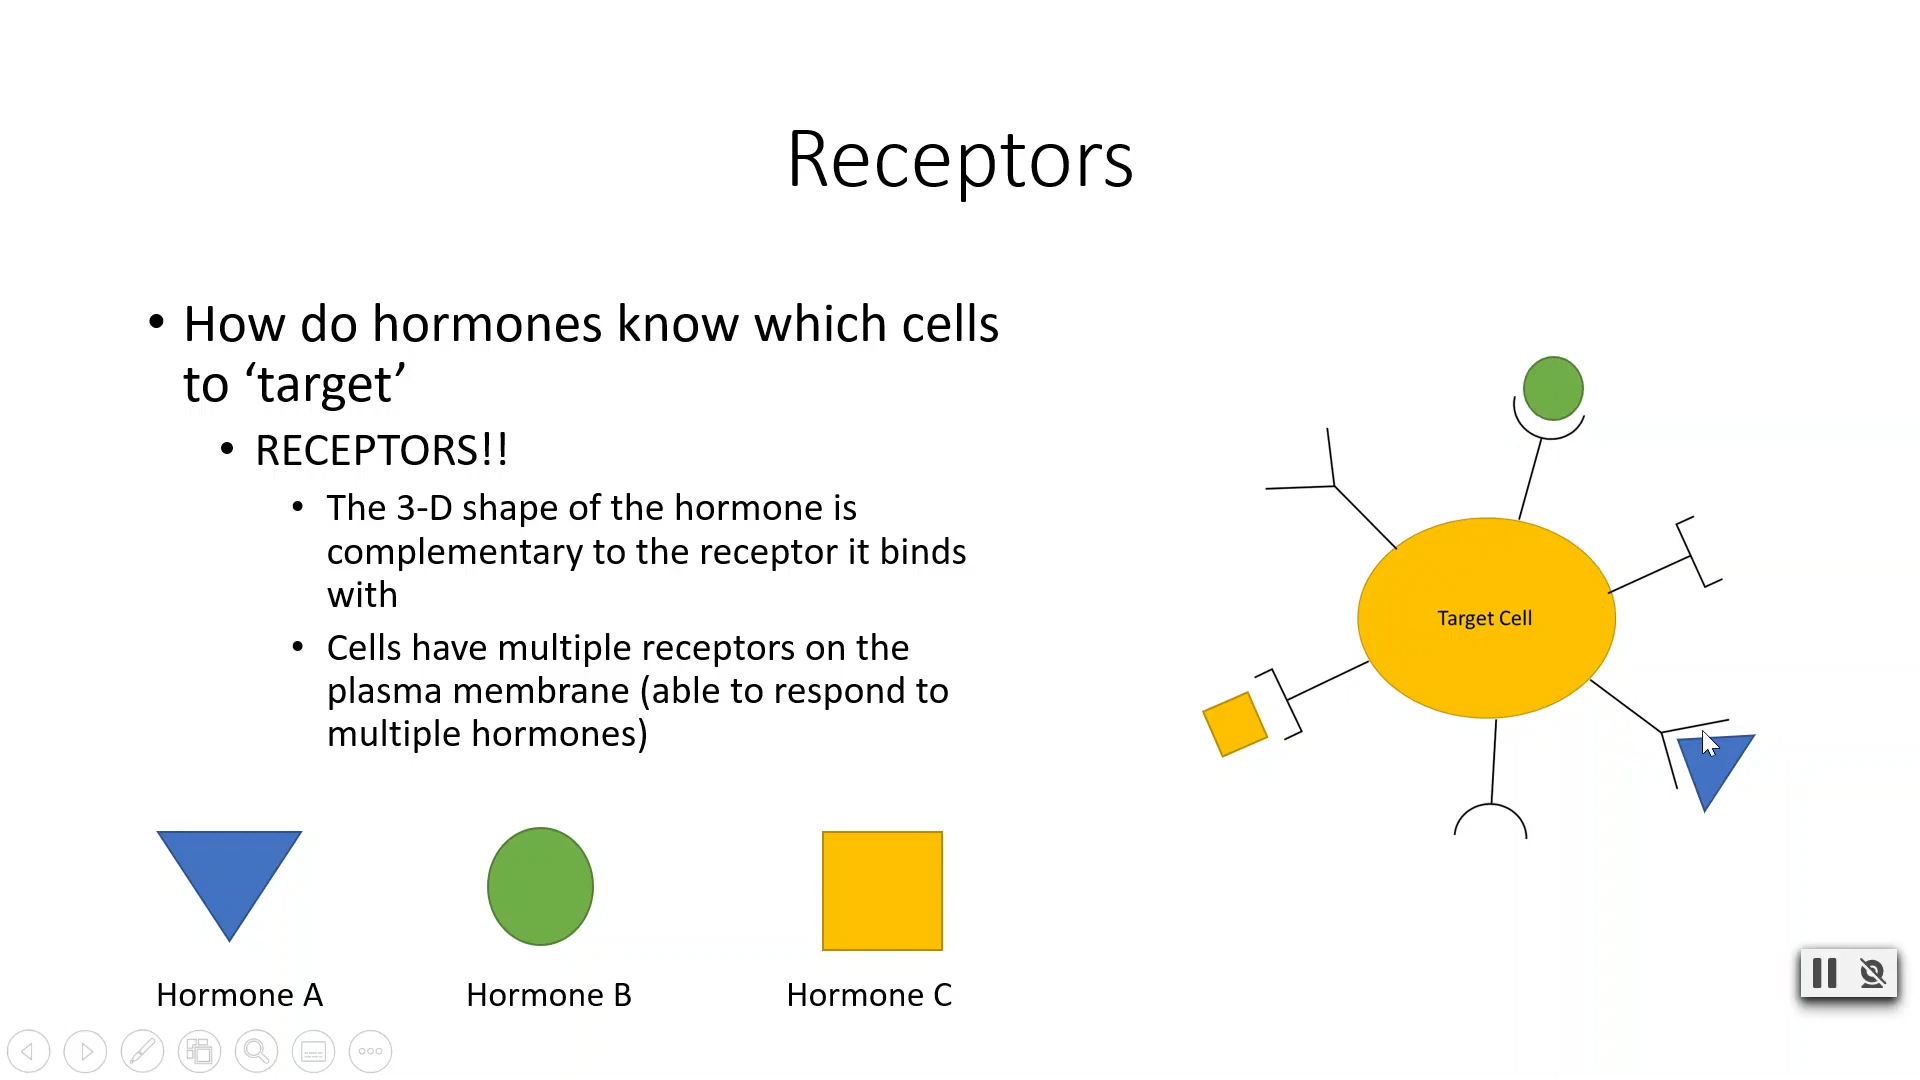 Receptors
• How do hormones know which cells
to ‘target’
• RECEPTORS!!
• The 3-D shape of the hormone is
complementary to the receptor it binds
with
• Cells have multiple receptors on the
plasma membrane (able to respond to
multiple hormones)
Target Cell
Hormone A
Hormone B
Hormone C